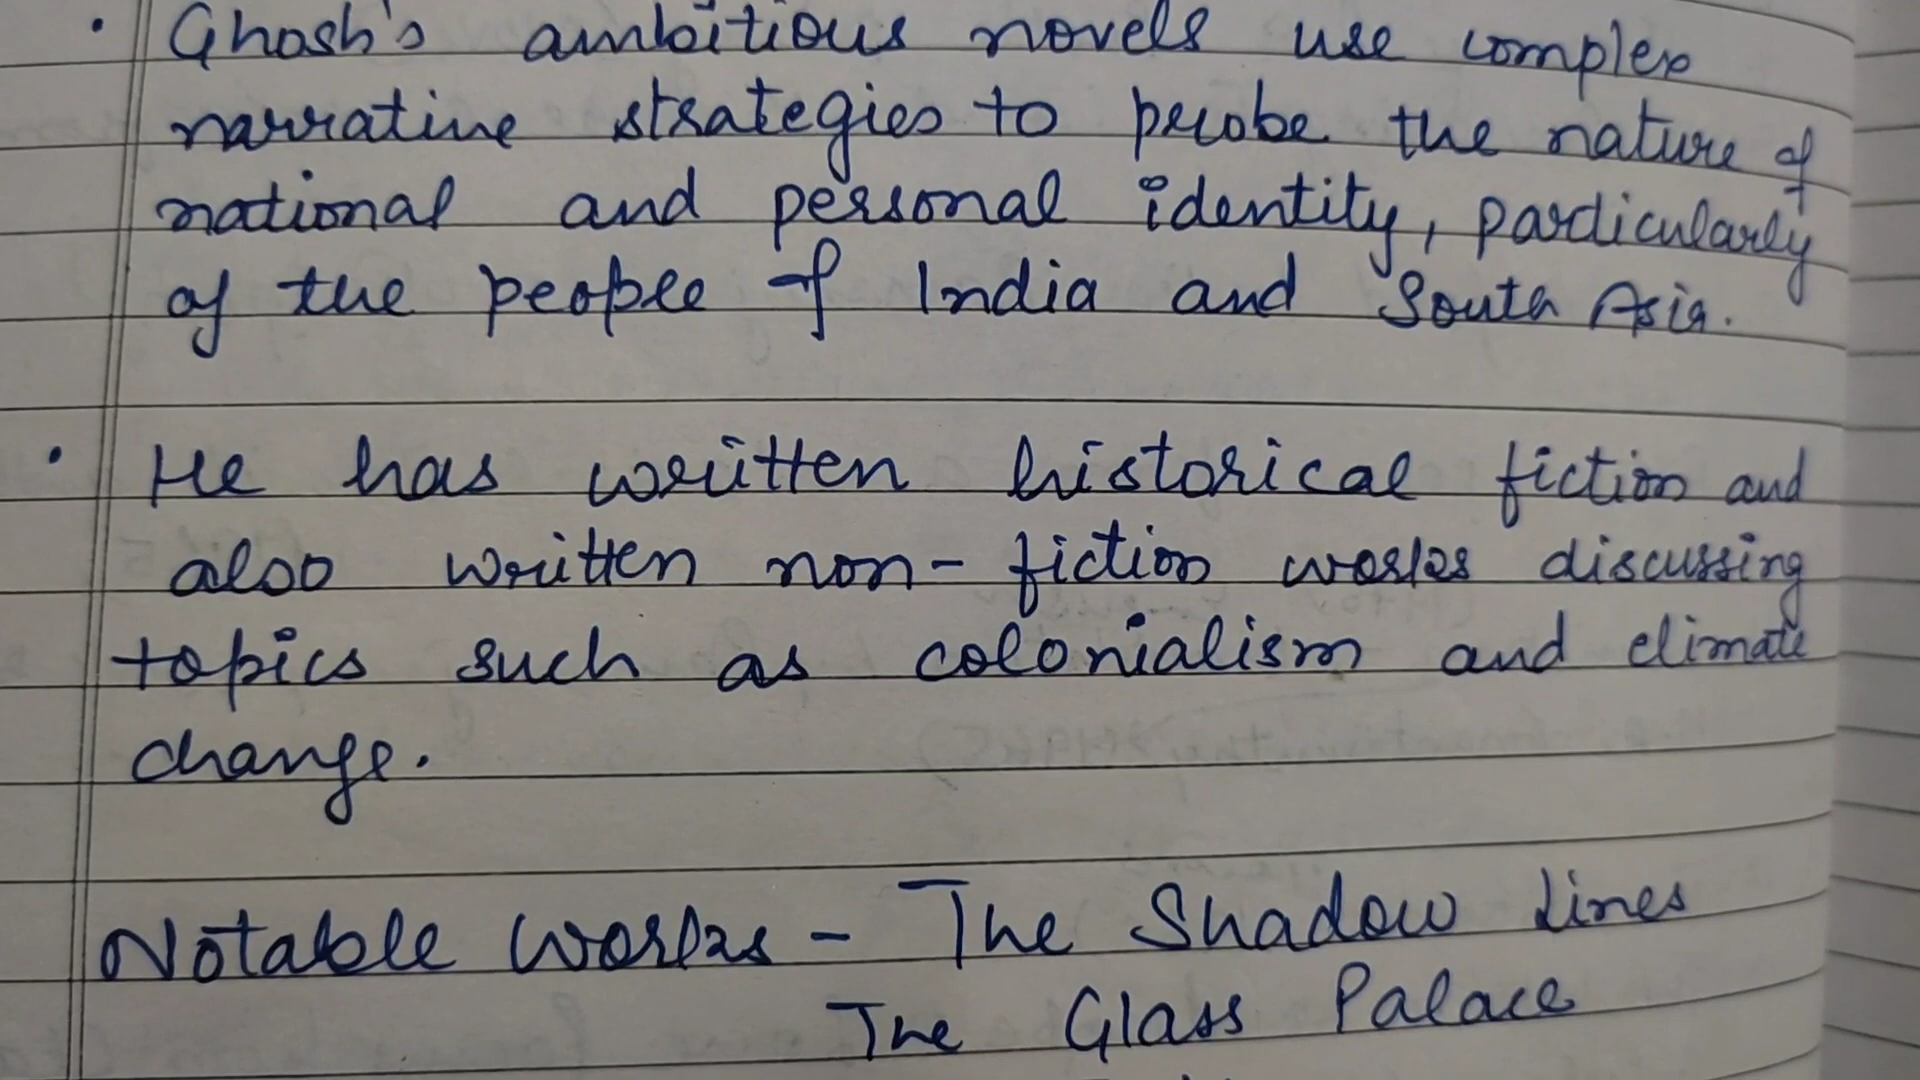 • Ghosh's ambitious novels use complex
narrative strategies to probe the nature of
national and personal identity, particularly
of the people of India and South Asia.
• He has written historical fiction and
also written non-fiction works discussing
topics such as colonialism and climate
change.
Notable Works - The Shadow Lines
The Glass Palace